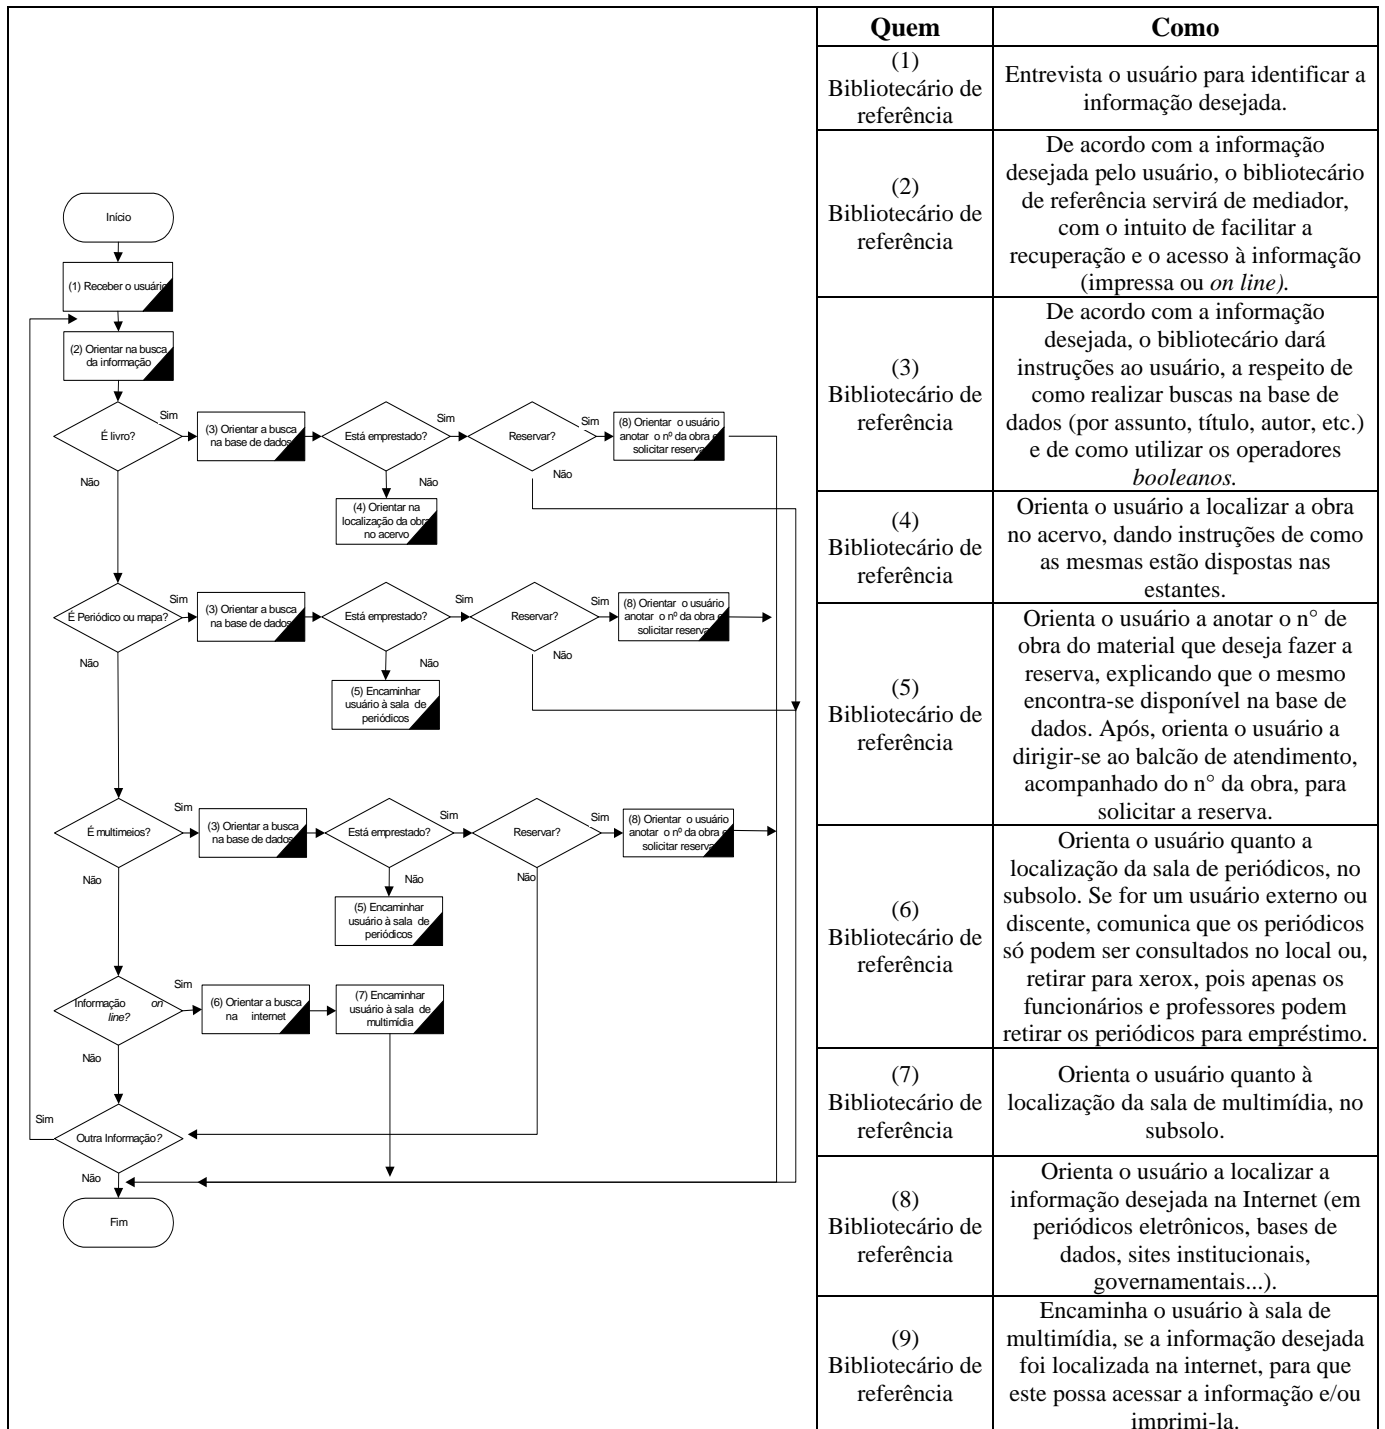 Início
(1) Receber o usuário
(2) Orientar na busca
da informação
É livro?
Sim
Não
(3) Orientar a busca
na base de dados
Está emprestado?
Sim
Não
(4) Orientar na
localização da obra
no acervo
Reservar?
Sim
Não
(8) Orientar o usuário
anotar o nº da obra e
solicitar reserva
É Periódico ou mapa?
Sim
Não
(3) Orientar a busca
na base de dados
Está emprestado?
Sim
Não
(5) Encaminhar
usuário à sala de
periódicos
Reservar?
Sim
Não
(8) Orientar o usuário
anotar o nº da obra e
solicitar reserva
É multimeios?
Sim
Não
(3) Orientar a busca
na base de dados
Está emprestado?
Sim
Não
(5) Encaminhar
usuário à sala de
periódicos
Reservar?
Sim
Não
(8) Orientar o usuário
anotar o nº da obra e
solicitar reserva
Informação on
line?
Sim
Não
(6) Orientar a busca
na internet
(7) Encaminhar
usuário à sala de
multimídia
Outra Informação?
Sim
Não
Fim
Quem
Como
(1)
Bibliotecário de
referência
Entrevista o usuário para identificar a
informação desejada.
(2)
Bibliotecário de
referência
De acordo com a informação
desejada pelo usuário, o bibliotecário
de referência servirá de mediador,
com o intuito de facilitar a
recuperação e o acesso à informação
(impressa ou on line).
(3)
Bibliotecário de
referência
De acordo com a informação
desejada, o bibliotecário dará
instruções ao usuário, a respeito de
como realizar buscas na base de
dados (por assunto, título, autor, etc.)
e de como utilizar os operadores
booleanos.
(4)
Bibliotecário de
referência
Orienta o usuário a localizar a obra
no acervo, dando instruções de como
as mesmas estão dispostas nas
estantes.
(5)
Bibliotecário de
referência
Orienta o usuário a anotar o n° de
obra do material que deseja fazer a
reserva, explicando que o mesmo
encontra-se disponível na base de
dados. Após, orienta o usuário a
dirigir-se ao balcão de atendimento,
acompanhado do n° da obra, para
solicitar a reserva.
(6)
Bibliotecário de
referência
Orienta o usuário quanto a
localização da sala de periódicos, no
subsolo. Se for um usuário externo ou
discente, comunica que os periódicos
só podem ser consultados no local ou,
retirar para xerox, pois apenas os
funcionários e professores podem
retirar os periódicos para empréstimo.
(7)
Bibliotecário de
referência
Orienta o usuário quanto à
localização da sala de multimídia, no
subsolo.
(8)
Bibliotecário de
referência
Orienta o usuário a localizar a
informação desejada na Internet (em
periódicos eletrônicos, bases de
dados, sites institucionais,
governamentais...).
(9)
Bibliotecário de
referência
Encaminha o usuário à sala de
multimídia, se a informação desejada
foi localizada na internet, para que
este possa acessar a informação e/ou
imprimi-la.